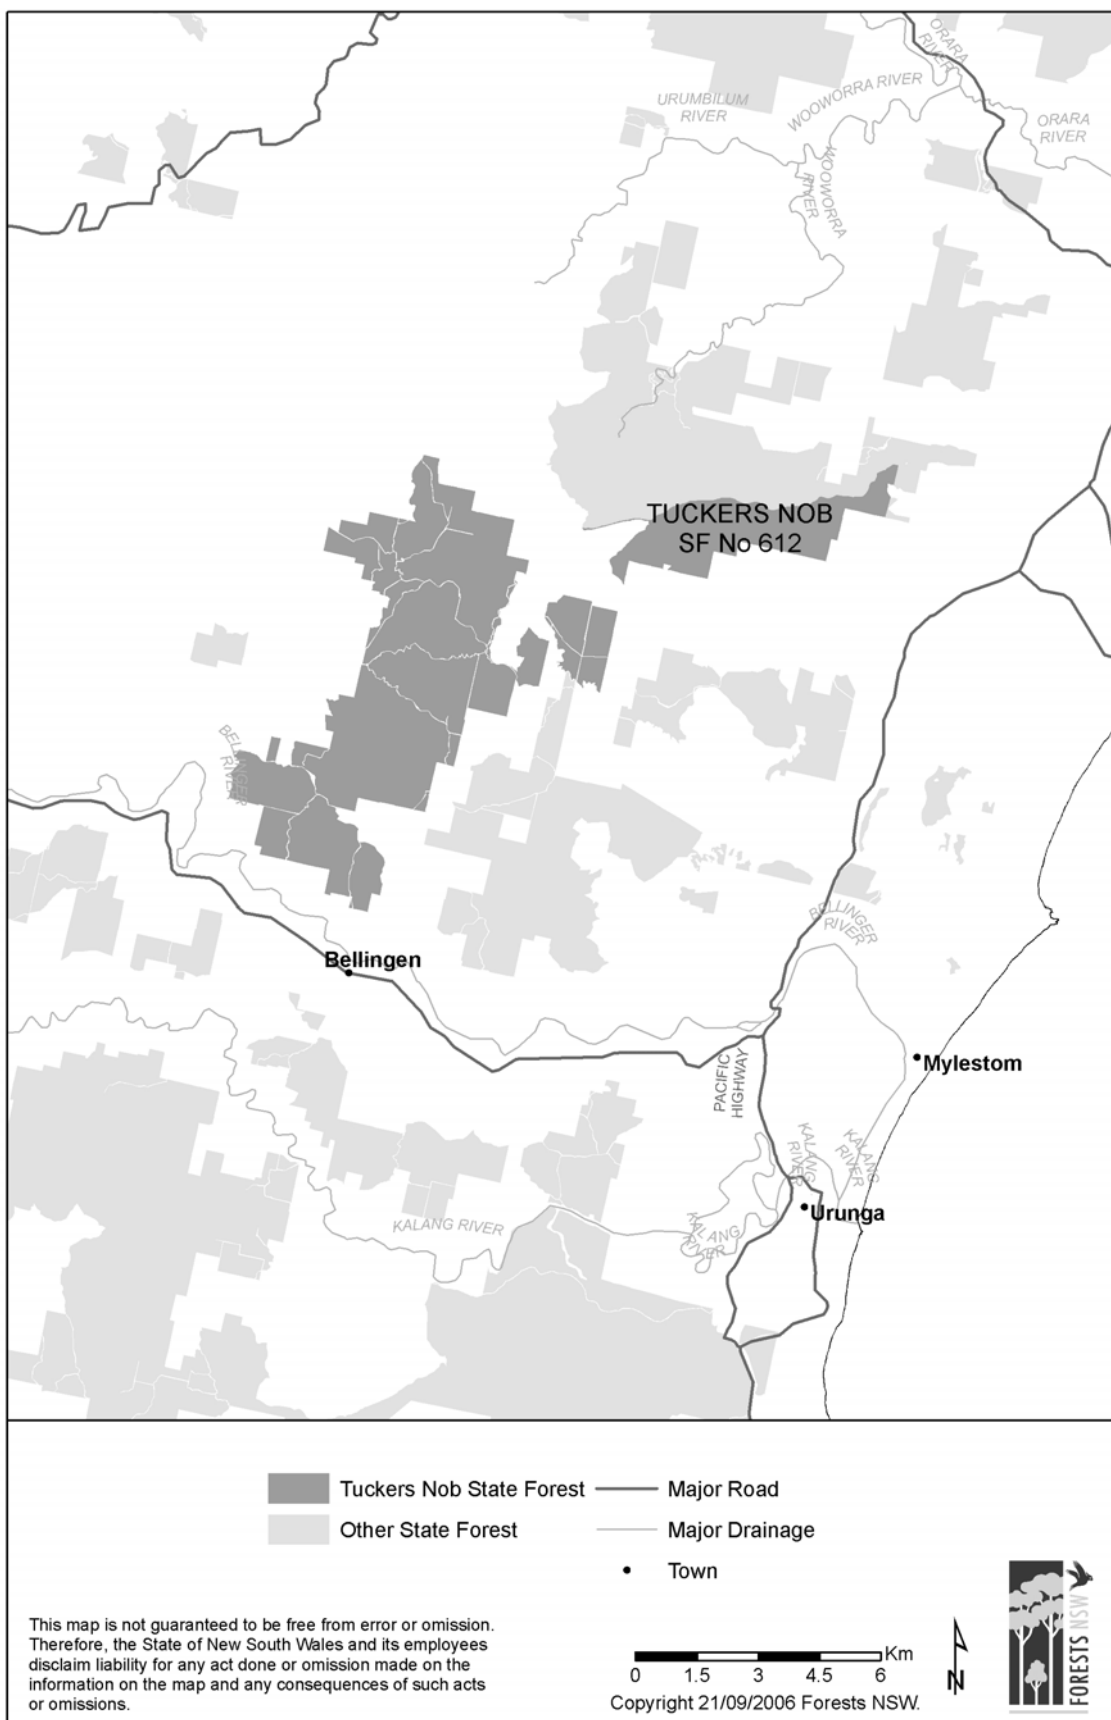 ORARA
RIVER
WOOWORRA RIVER
URUMBILUM
RIVER
ORARA
RIVER
WOOWORRA
RIVER
TUCKERS NOB
SF No 612
BELLINGER
RIVER
BELLINGER
RIVER
Bellingen
Mylestom
PACIFIC
HIGHWAY
KALANG
RIVER
KALANG
RIVER
Urunga
KALANG RIVER
KALANG
RIVER
Tuckers Nob State Forest
Major Road
Other State Forest
Major Drainage
Town
This map is not guaranteed to be free from error or omission.
Therefore, the State of New South Wales and its employees
disclaim liability for any act done or omission made on the
information on the map and any consequences of such acts
or omissions.
Km
0 1.5 3 4.5 6
Copyright 21/09/2006 Forests NSW.
N
FORESTS NSW